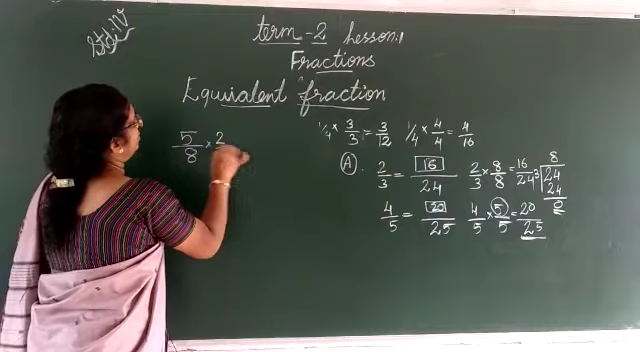 Std: IV
term - 2 Lesson:1
Fractions
Equivalent fraction
5/8 × 2/
1/4 × 3/3 = 3/12 1/4 × 4/4 = 4/16
(A). 2/3 = 16/24 2/3 × 8/8 = 16/24 3 24 8 24 0
4/5 = 20/25 4/5 × 5/5 = 20/25